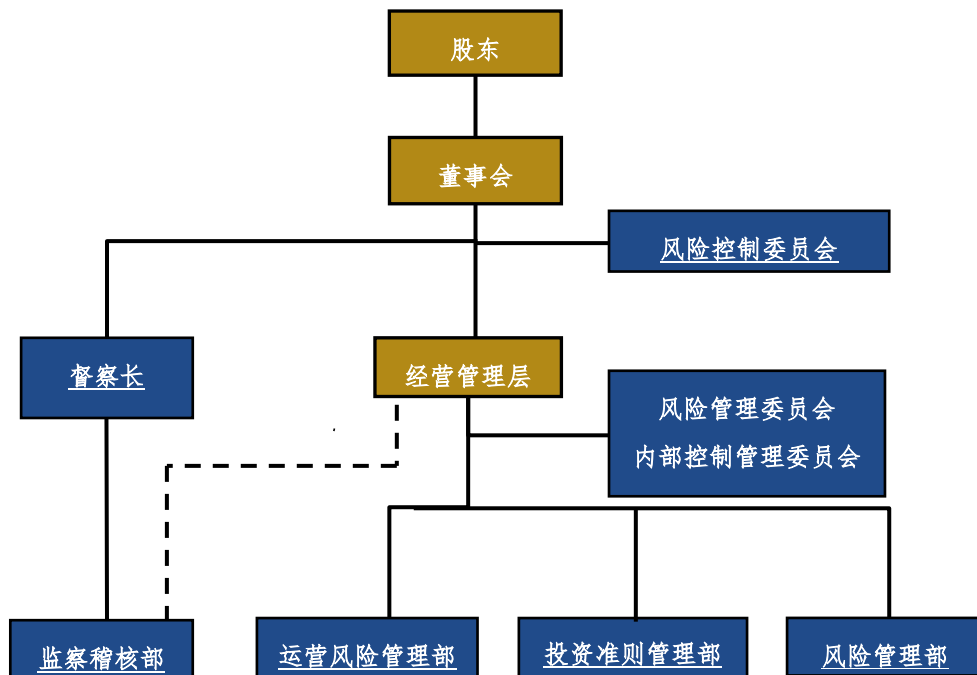 股东
董事会
风险控制委员会
督察长
经营管理层
风险管理委员会
内部控制管理委员会
监察稽核部
运营风险管理部
投资准则管理部
风险管理部